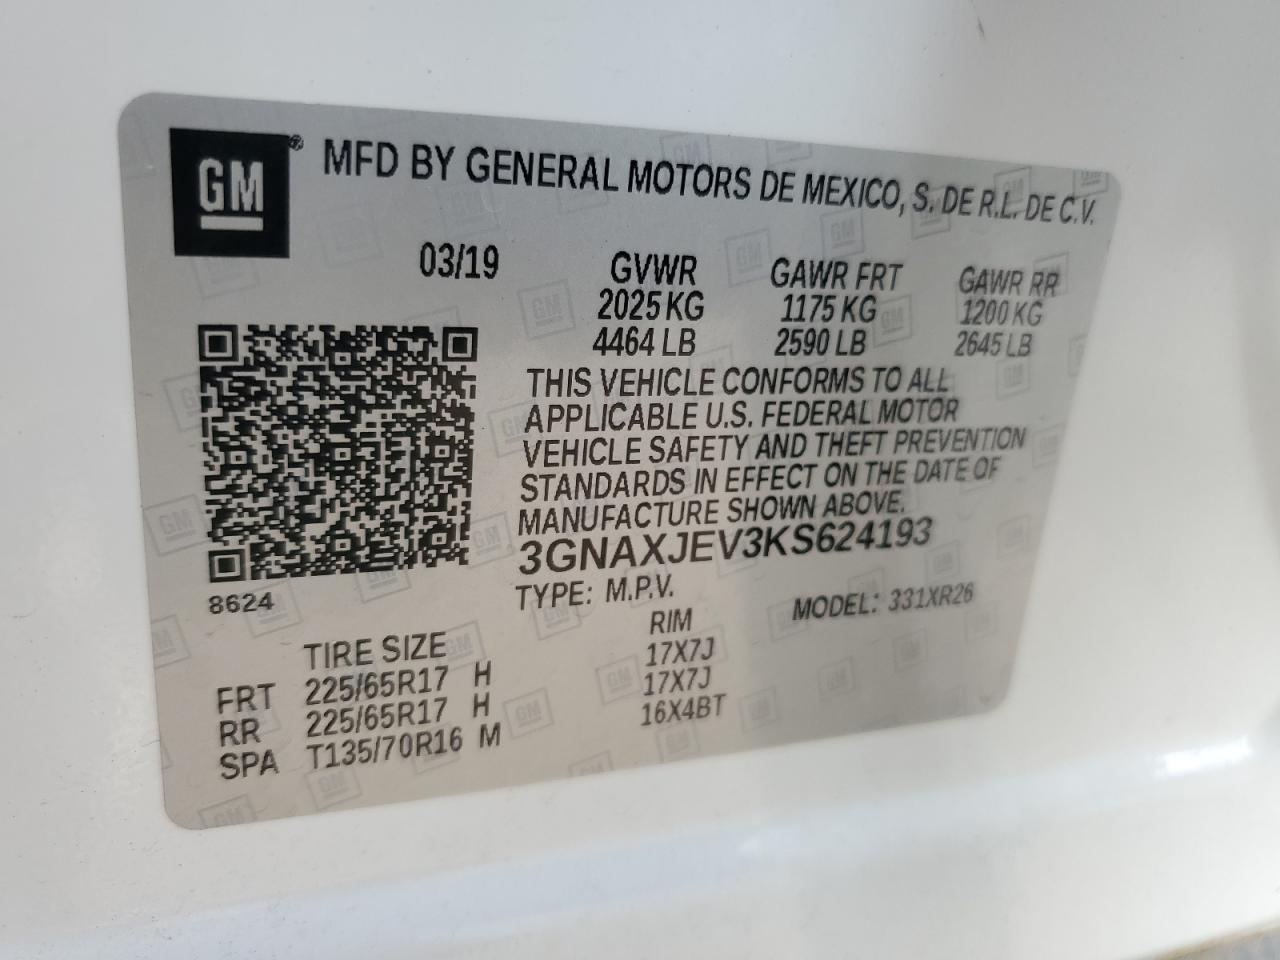 GM ® MFD BY GENERAL MOTORS DE MEXICO, S. DE R.L. DE C.V.
03/19 GVWR GAWR FRT GAWR RR
2025 KG 1175 KG 1200 KG
4464 LB 2590 LB 2645 LB
THIS VEHICLE CONFORMS TO ALL
APPLICABLE U.S. FEDERAL MOTOR
VEHICLE SAFETY AND THEFT PREVENTION
STANDARDS IN EFFECT ON THE DATE OF
MANUFACTURE SHOWN ABOVE.
3GNAXJEV3KS624193
8624
TYPE: M.P.V. MODEL: 331XR26
TIRE SIZE RIM
FRT 225/65R17 H 17X7J
RR 225/65R17 H 17X7J
SPA T135/70R16 M 16X4BT